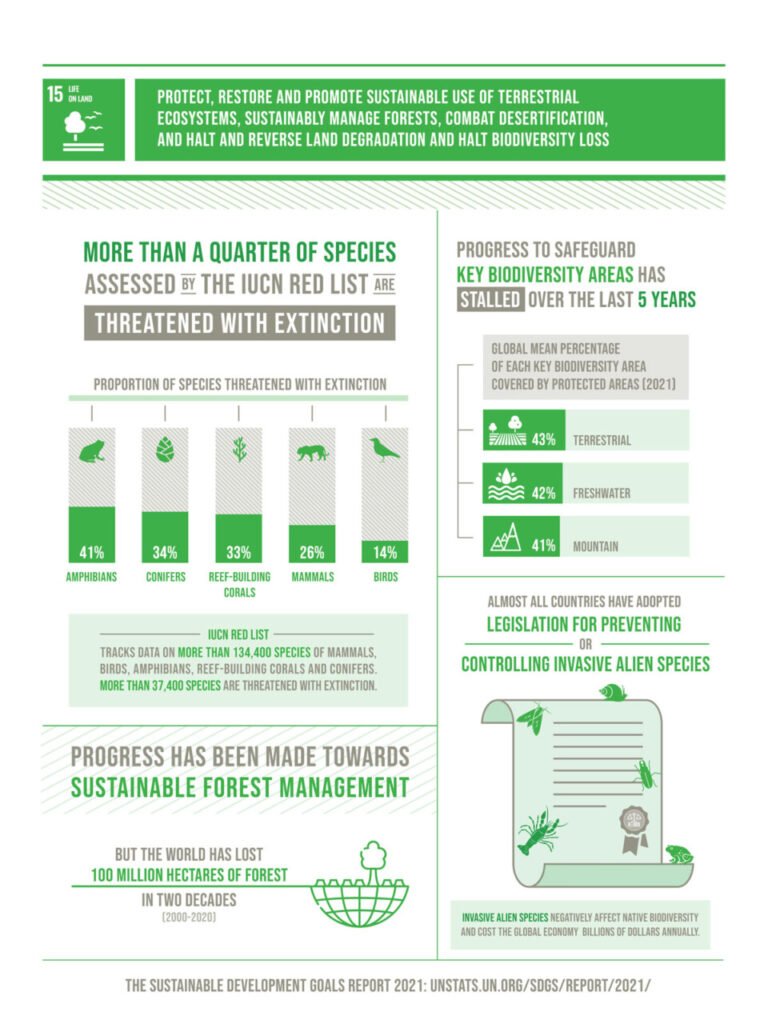 15 LIFE
ON LAND
PROTECT, RESTORE AND PROMOTE SUSTAINABLE USE OF TERRESTRIAL
ECOSYSTEMS, SUSTAINABLY MANAGE FORESTS, COMBAT DESERTIFICATION,
AND HALT AND REVERSE LAND DEGRADATION AND HALT BIODIVERSITY LOSS
MORE THAN A QUARTER OF SPECIES
ASSESSED BY THE IUCN RED LIST ARE
THREATENED WITH EXTINCTION
PROPORTION OF SPECIES THREATENED WITH EXTINCTION
41%
34%
33%
26%
14%
AMPHIBIANS
CONIFERS
REEF-BUILDING
CORALS
MAMMALS
BIRDS
IUCN RED LIST
TRACKS DATA ON MORE THAN 134,400 SPECIES OF MAMMALS,
BIRDS, AMPHIBIANS, REEF-BUILDING CORALS AND CONIFERS.
MORE THAN 37,400 SPECIES ARE THREATENED WITH EXTINCTION.
PROGRESS HAS BEEN MADE TOWARDS
SUSTAINABLE FOREST MANAGEMENT
BUT THE WORLD HAS LOST
100 MILLION HECTARES OF FOREST
IN TWO DECADES
(2000-2020)
PROGRESS TO SAFEGUARD
KEY BIODIVERSITY AREAS HAS
STALLED OVER THE LAST 5 YEARS
GLOBAL MEAN PERCENTAGE
OF EACH KEY BIODIVERSITY AREA
COVERED BY PROTECTED AREAS (2021)
43% TERRESTRIAL
42% FRESHWATER
41% MOUNTAIN
ALMOST ALL COUNTRIES HAVE ADOPTED
LEGISLATION FOR PREVENTING
OR
CONTROLLING INVASIVE ALIEN SPECIES
INVASIVE ALIEN SPECIES NEGATIVELY AFFECT NATIVE BIODIVERSITY
AND COST THE GLOBAL ECONOMY BILLIONS OF DOLLARS ANNUALLY.
THE SUSTAINABLE DEVELOPMENT GOALS REPORT 2021: UNSTATS.UN.ORG/SDGS/REPORT/2021/